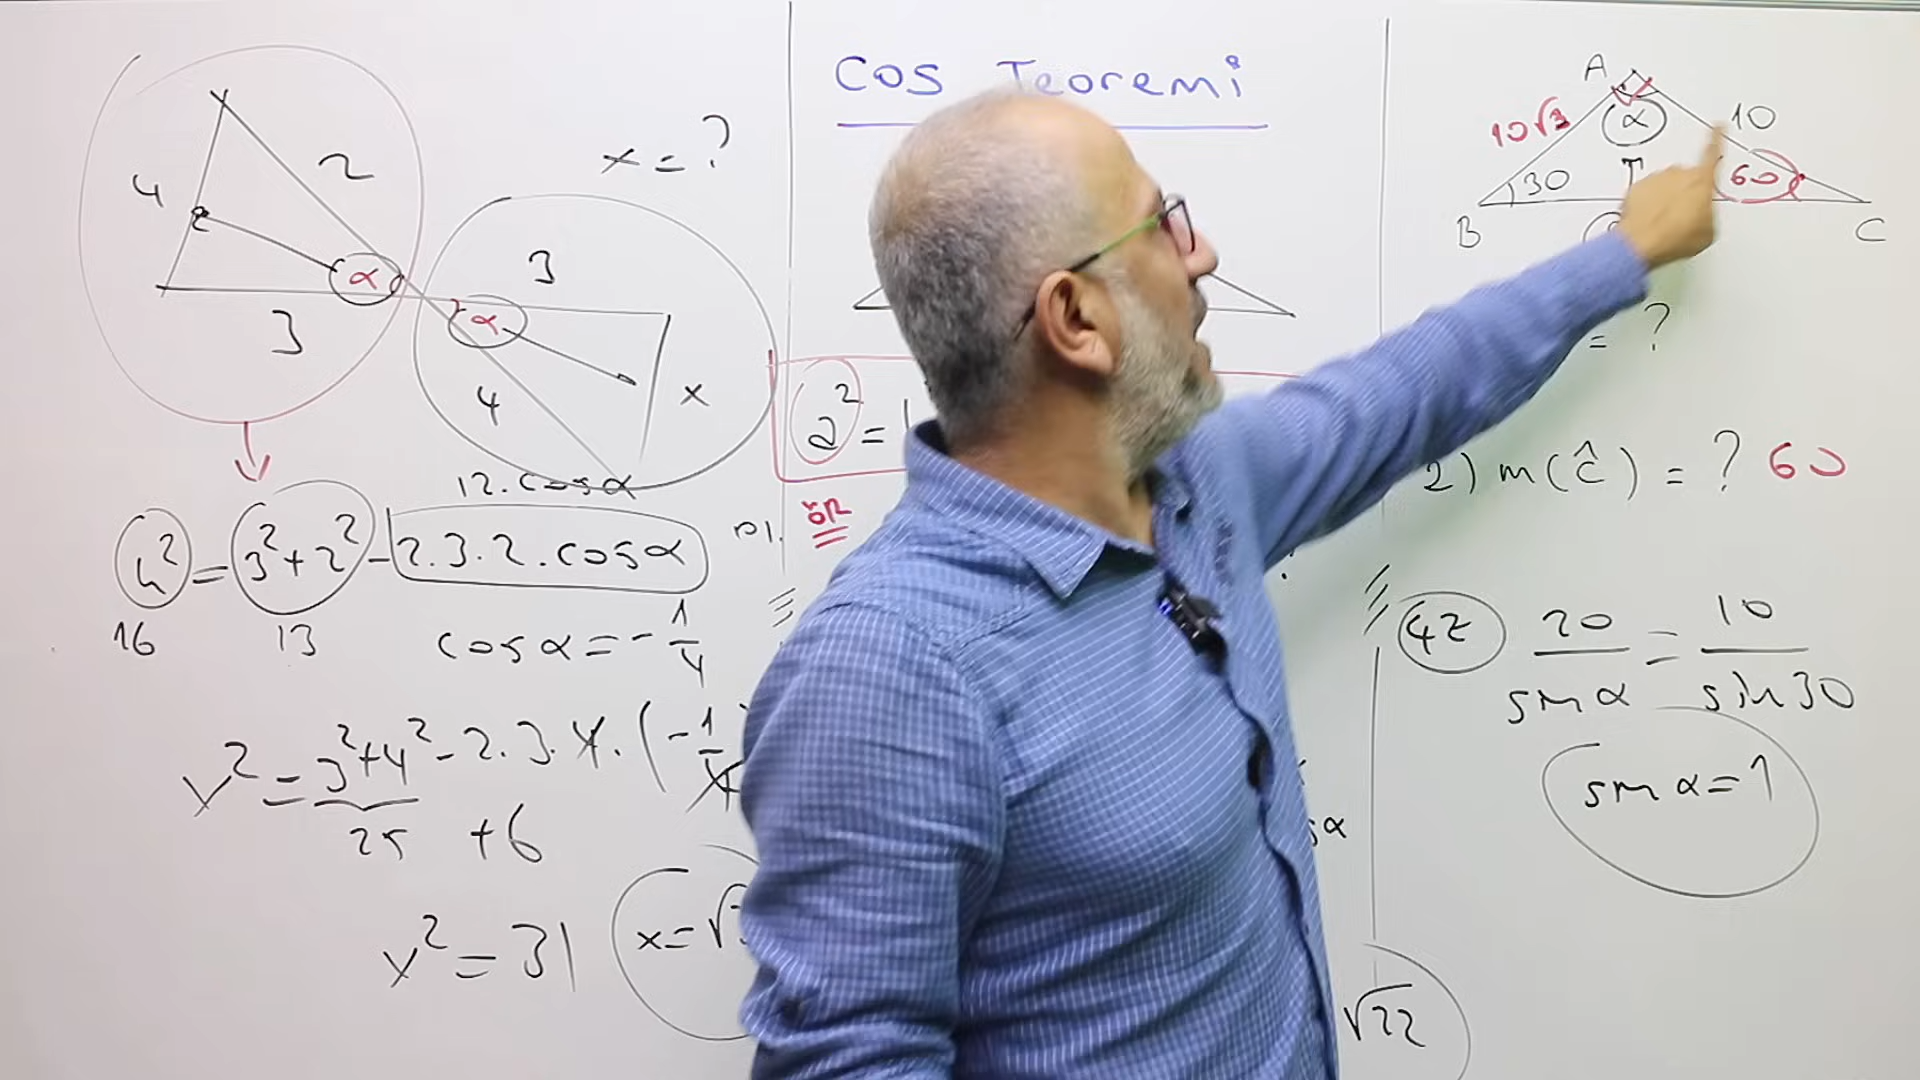 4
2
α
3
x = ?
3
α
4
x
12.cosα
4² = 3² + 2² - 2.3.2.cosα
16 13
cosα = - 1/4
x² = 3² + 4² - 2.3.4.(-1/4
25 + 6
x² = 31
x = √3
Cos Teoremi
a² =
ÖR
√22
A
10√3
α
10
30
60
B
C
= ?
2) m(Ĉ) = ? 60
20/sinα = 10/sin30
sinα = 1